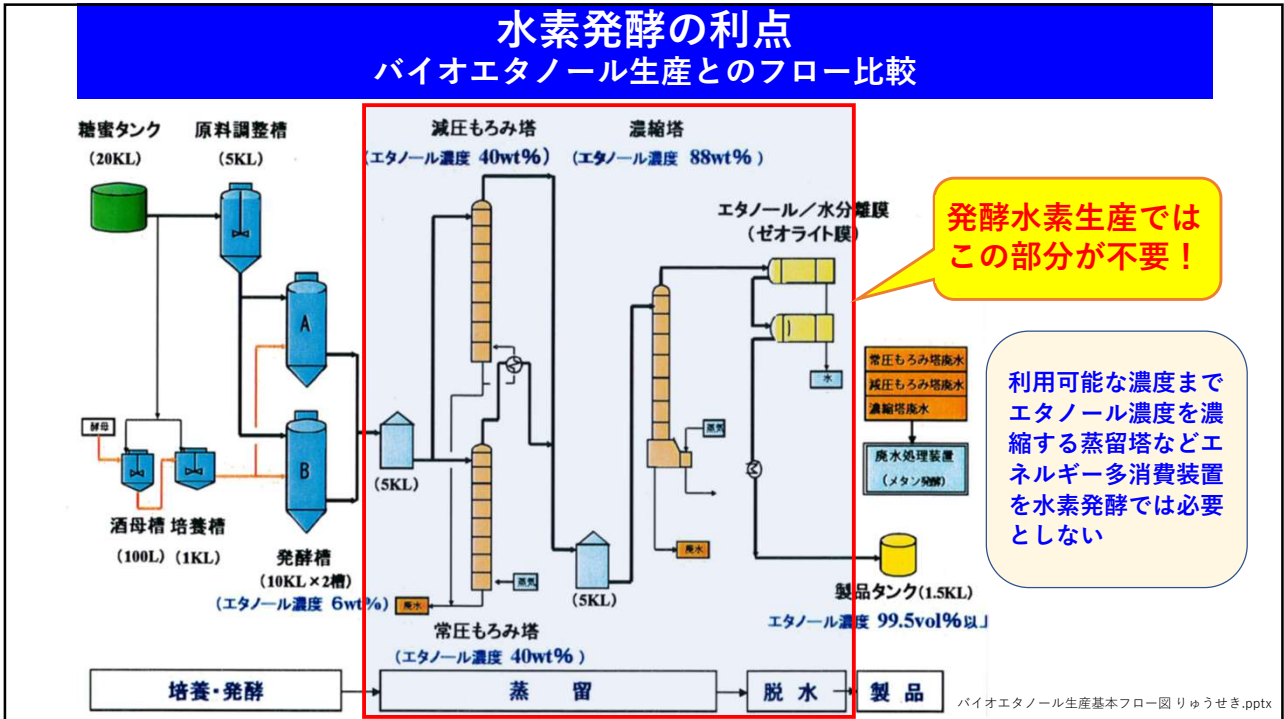 水素発酵の利点
バイオエタノール生産とのフロー比較
糖蜜タンク
(20KL)
原料調整槽
(5KL)
減圧もろみ塔
(エタノール濃度 40wt%)
濃縮塔
(エタノール濃度 88wt% )
エタノール/水分離膜
(ゼオライト膜)
発酵水素生産では
この部分が不要！
A
B
酵母
酒母槽
(100L)
培養槽
(1KL)
発酵槽
(10KL×2槽)
(エタノール濃度 6wt%)
(5KL)
廃水
蒸気
常圧もろみ塔
(エタノール濃度 40wt% )
(5KL)
廃水
蒸気
水
常圧もろみ塔廃水
減圧もろみ塔廃水
濃縮塔廃水
廃水処理装置
(メタン発酵)
製品タンク(1.5KL)
エタノール濃度 99.5vol%以上
利用可能な濃度まで
エタノール濃度を濃
縮する蒸留塔などエ
ネルギー多消費装置
を水素発酵では必要
としない
培養・発酵
蒸 留
脱 水
製 品
バイオエタノール生産基本フロー図 りゅうせき.pptx